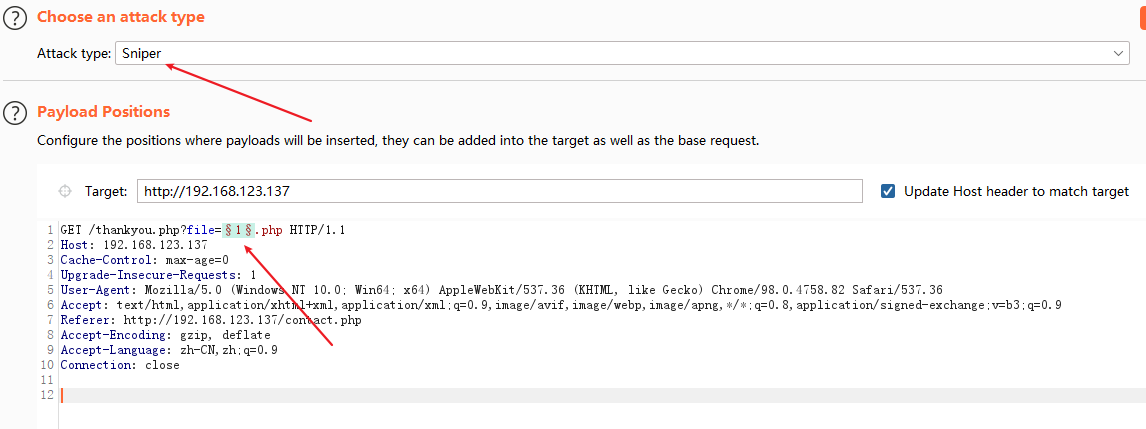 Choose an attack type
Attack type: Sniper
Payload Positions
Configure the positions where payloads will be inserted, they can be added into the target as well as the base request.
Target: http://192.168.123.137 Update Host header to match target
1 GET /thankyou.php?file=§1§.php HTTP/1.1
2 Host: 192.168.123.137
3 Cache-Control: max-age=0
4 Upgrade-Insecure-Requests: 1
5 User-Agent: Mozilla/5.0 (Windows NT 10.0; Win64; x64) AppleWebKit/537.36 (KHTML, like Gecko) Chrome/98.0.4758.82 Safari/537.36
6 Accept: text/html,application/xhtml+xml,application/xml;q=0.9,image/avif,image/webp,image/apng,*/*;q=0.8,application/signed-exchange;v=b3;q=0.9
7 Referer: http://192.168.123.137/contact.php
8 Accept-Encoding: gzip, deflate
9 Accept-Language: zh-CN,zh;q=0.9
10 Connection: close
11
12